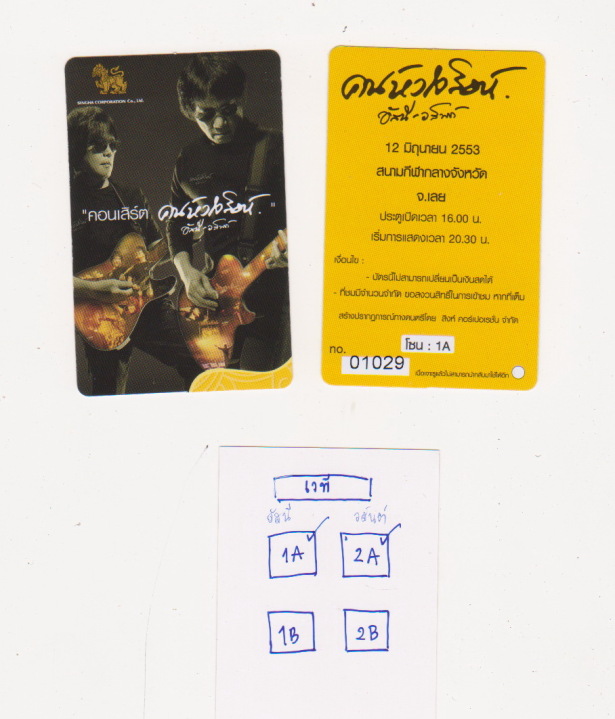 SINGHA CORPORATION Co., Ltd.
"คอนเสิร์ต คนหัวใจสิงห์ "
อัสนี-วสันต์
คนหัวใจสิงห์
อัสนี-วสันต์
12 มิถุนายน 2553
สนามกีฬากลางจังหวัด
จ.เลย
ประตูเปิดเวลา 16.00 น.
เริ่มการแสดงเวลา 20.30 น.
เงื่อนไข :
- บัตรนี้ไม่สามารถเปลี่ยนเป็นเงินสดได้
- ที่ชมมีจำนวนจำกัด ขอสงวนสิทธิ์ในการเข้าชม หากที่เต็ม
สร้างปรากฏการณ์ทางดนตรีโดย สิงห์ คอร์เปอเรชั่น จำกัด
โซน : 1A
no. 01029
เวที
อัสนี วสันต์
1A 2A
1B 2B